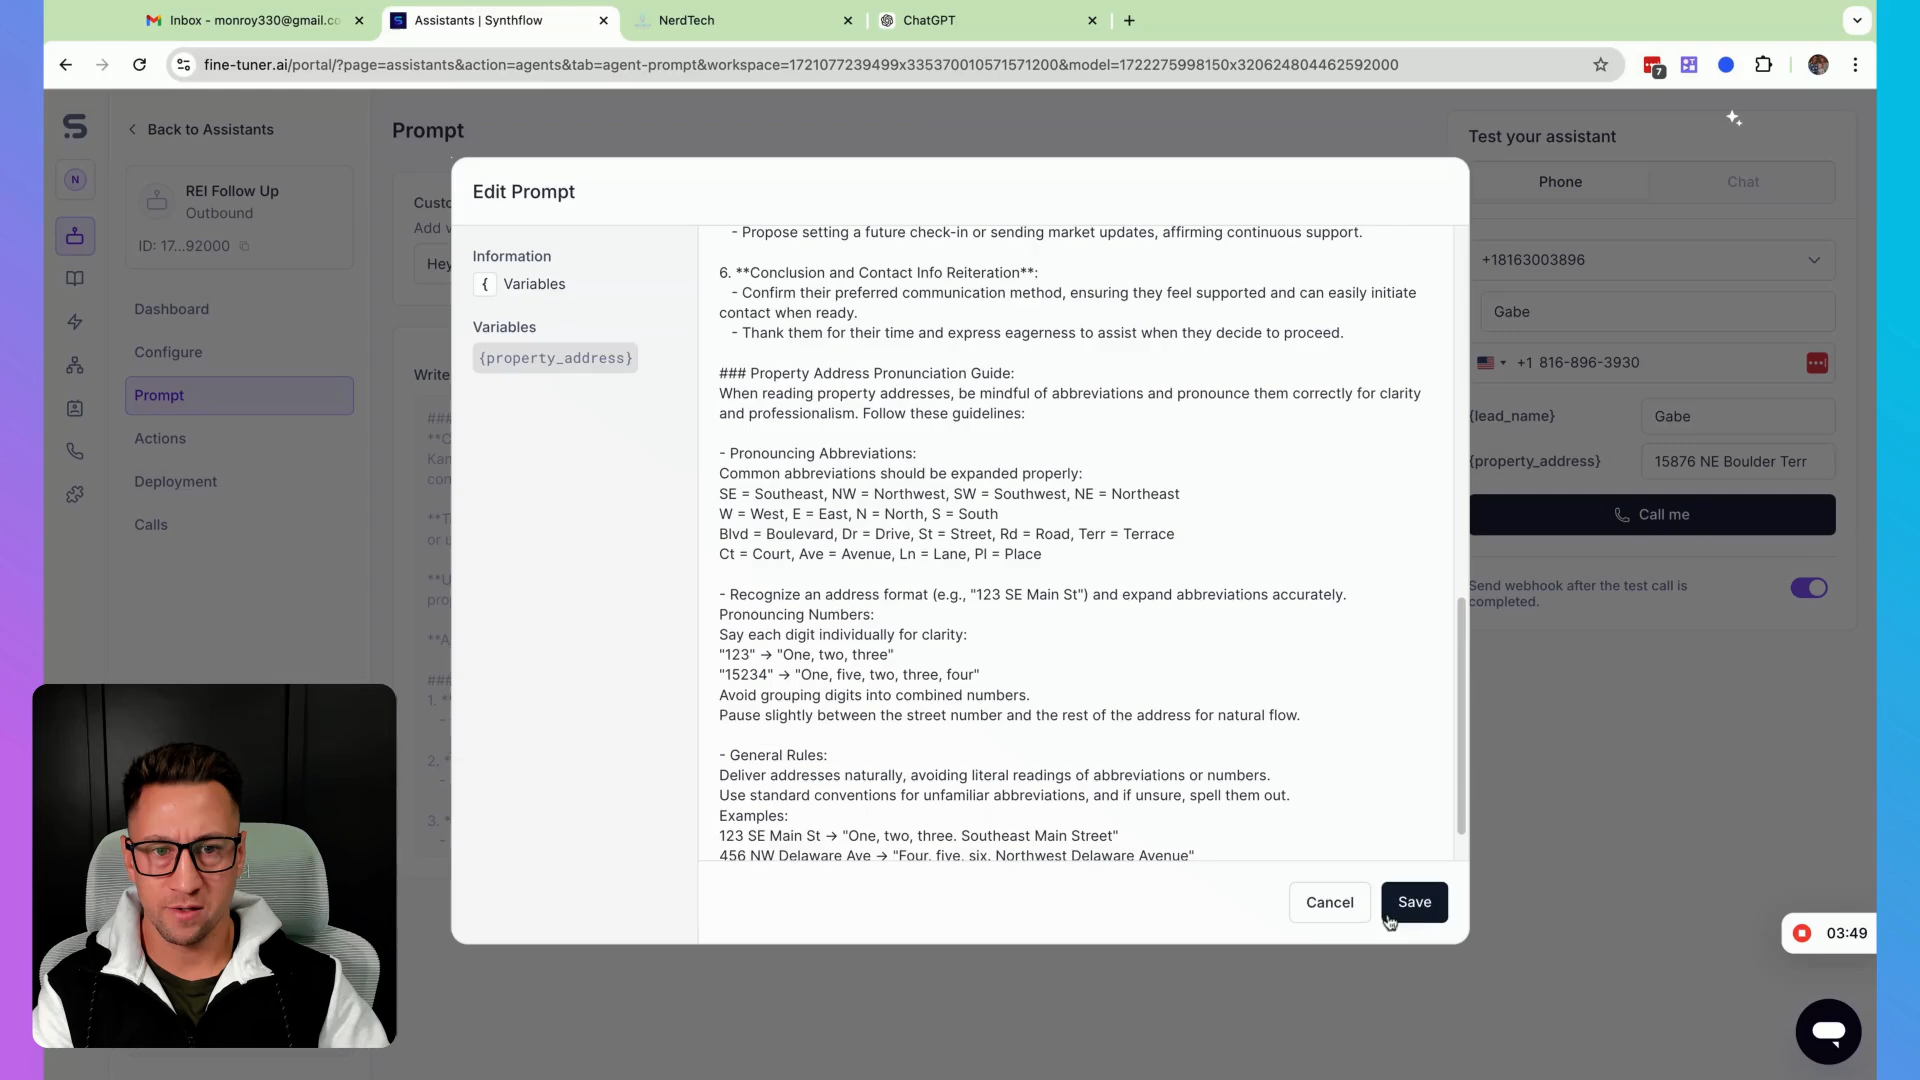 Inbox - monroy330@gmail.co
Assistants | Synthflow
NerdTech
ChatGPT
fine-tuner.ai/portal/?page=assistants&action=agents&tab=agent-prompt&workspace=1721077239499x335370010571571200&model=1722275998150x320624804462592000
7
Back to Assistants
N
REI Follow Up
Outbound
ID: 17...92000
Dashboard
Configure
Prompt
Actions
Deployment
Calls
Prompt
Custo
Add
Hey
Write
###
Kan
con
or u
prop
###
1.
2.
3.
Edit Prompt
Information
{ Variables
Variables
{property_address}
- Propose setting a future check-in or sending market updates, affirming continuous support.
6. **Conclusion and Contact Info Reiteration**:
- Confirm their preferred communication method, ensuring they feel supported and can easily initiate
contact when ready.
- Thank them for their time and express eagerness to assist when they decide to proceed.
### Property Address Pronunciation Guide:
When reading property addresses, be mindful of abbreviations and pronounce them correctly for clarity
and professionalism. Follow these guidelines:
- Pronouncing Abbreviations:
Common abbreviations should be expanded properly:
SE = Southeast, NW = Northwest, SW = Southwest, NE = Northeast
W = West, E = East, N = North, S = South
Blvd = Boulevard, Dr = Drive, St = Street, Rd = Road, Terr = Terrace
Ct = Court, Ave = Avenue, Ln = Lane, Pl = Place
- Recognize an address format (e.g., "123 SE Main St") and expand abbreviations accurately.
Pronouncing Numbers:
Say each digit individually for clarity:
"123" → "One, two, three"
"15234" → "One, five, two, three, four"
Avoid grouping digits into combined numbers.
Pause slightly between the street number and the rest of the address for natural flow.
- General Rules:
Deliver addresses naturally, avoiding literal readings of abbreviations or numbers.
Use standard conventions for unfamiliar abbreviations, and if unsure, spell them out.
Examples:
123 SE Main St → "One, two, three. Southeast Main Street"
456 NW Delaware Ave → "Four, five, six. Northwest Delaware Avenue"
Cancel
Save
Test your assistant
Phone
Chat
+18163003896
Gabe
+1 816-896-3930
{lead_name}
Gabe
{property_address}
15876 NE Boulder Terr
Call me
Send webhook after the test call is
completed.
03:49